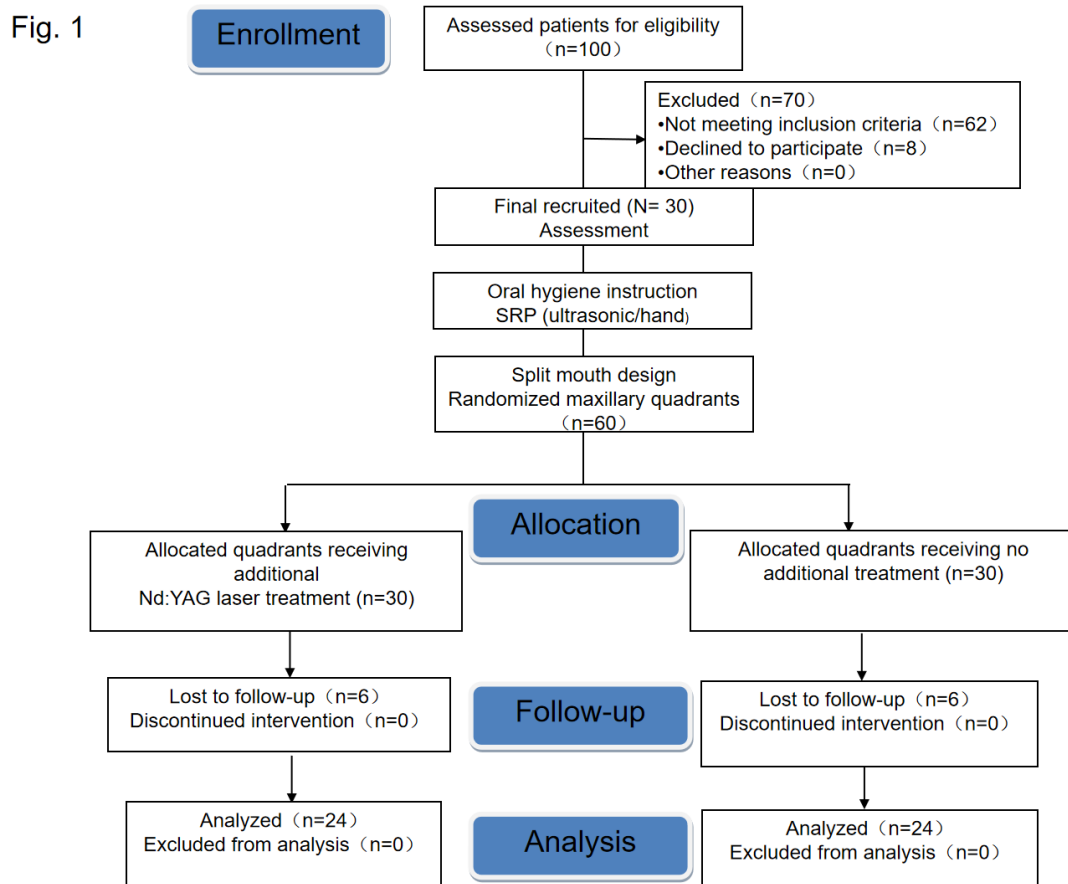 Fig. 1
Enrollment
Assessed patients for eligibility
（n=100）
Excluded（n=70）
•Not meeting inclusion criteria（n=62）
•Declined to participate（n=8）
•Other reasons（n=0）
Final recruited (N= 30)
Assessment
Oral hygiene instruction
SRP (ultrasonic/hand)
Split mouth design
Randomized maxillary quadrants
（n=60）
Allocation
Allocated quadrants receiving
additional
Nd:YAG laser treatment (n=30)
Allocated quadrants receiving no
additional treatment (n=30)
Lost to follow-up（n=6）
Discontinued intervention（n=0）
Follow-up
Lost to follow-up（n=6）
Discontinued intervention（n=0）
Analyzed（n=24）
Excluded from analysis（n=0）
Analysis
Analyzed（n=24）
Excluded from analysis（n=0）